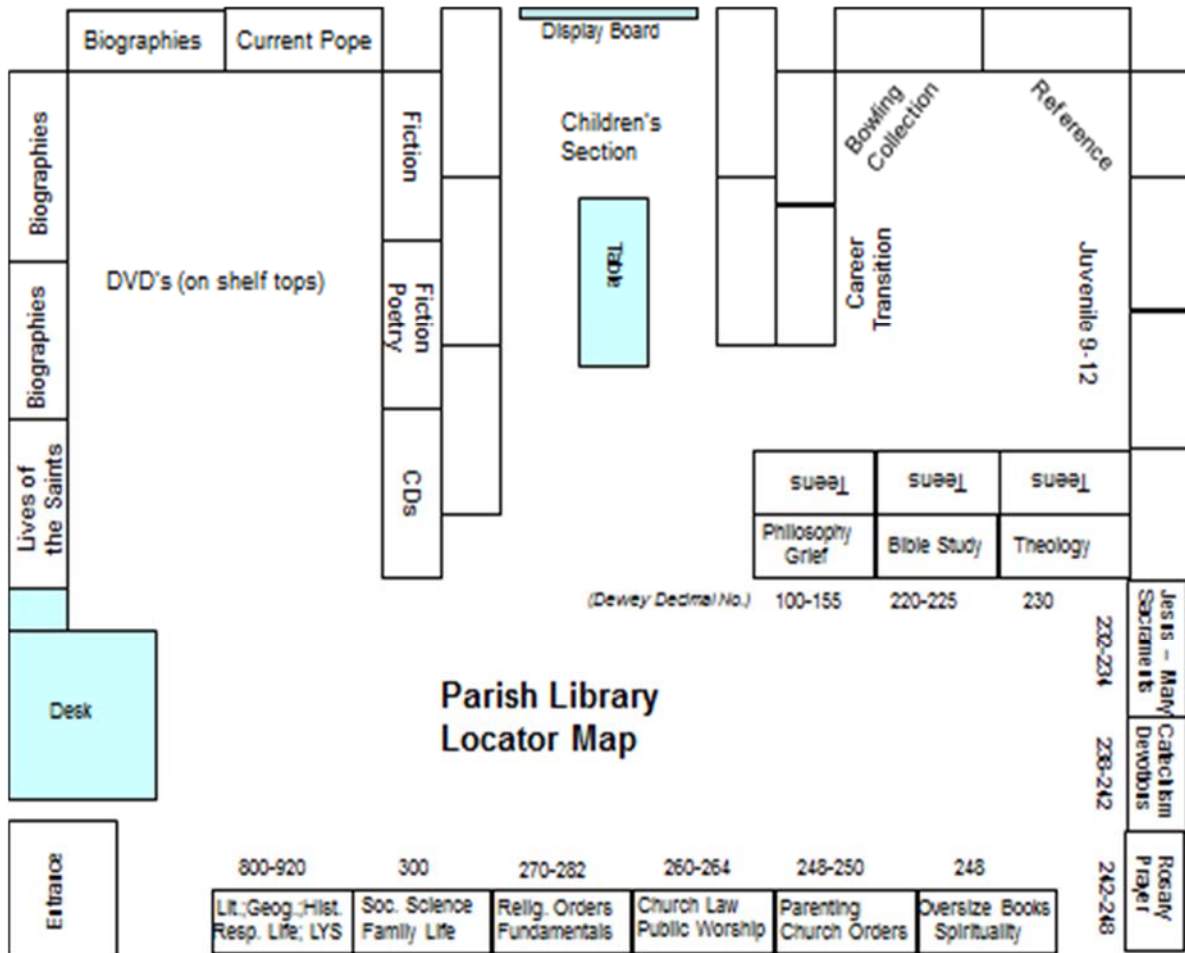 Biographies
Current Pope
Display Board
Biographies
Fiction
Children's
Section
Bowling
Collection
Reference
DVD's (on shelf tops)
Table
Career
Transition
Juvenile 9-12
Biographies
Fiction
Poetry
Lives of
the Saints
CDs
Teens
Teens
Teens
Philosophy
Grief
Bible Study
Theology
(Dewey Decimal No.)
100-155
220-225
230
232-234
Jesus – Mary
Sacraments
Desk
Parish Library
Locator Map
238-242
Catechism
Devotions
Entrance
242-248
Rosary
Prayer
800-920
300
270-282
260-264
248-250
248
Lit.;Geog.;Hist.
Resp. Life; LYS
Soc. Science
Family Life
Relig. Orders
Fundamentals
Church Law
Public Worship
Parenting
Church Orders
Oversize Books
Spirituality